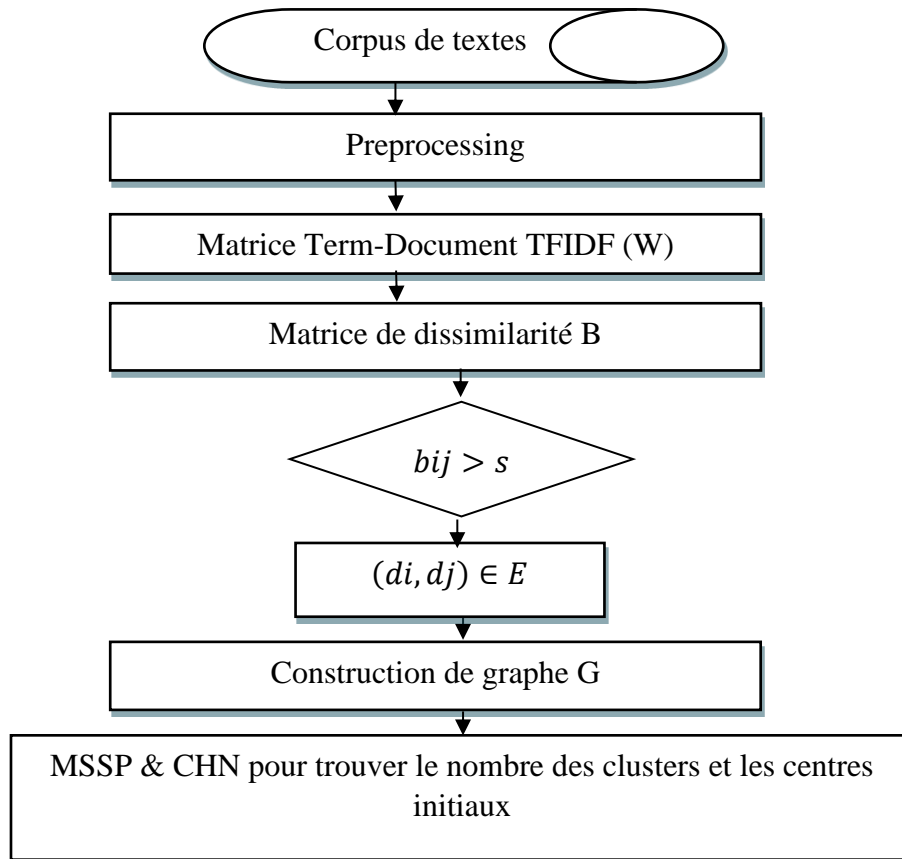 Corpus de textes
Preprocessing
Matrice Term-Document TFIDF (W)
Matrice de dissimilarité B
bij > s
(di, dj) ∈ E
Construction de graphe G
MSSP & CHN pour trouver le nombre des clusters et les centres
initiaux